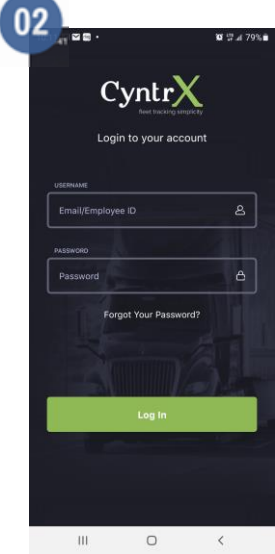 02
79%
CyntrX
fleet tracking simplicity
Login to your account
USERNAME
Email/Employee ID
PASSWORD
Password
Forgot Your Password?
Log In